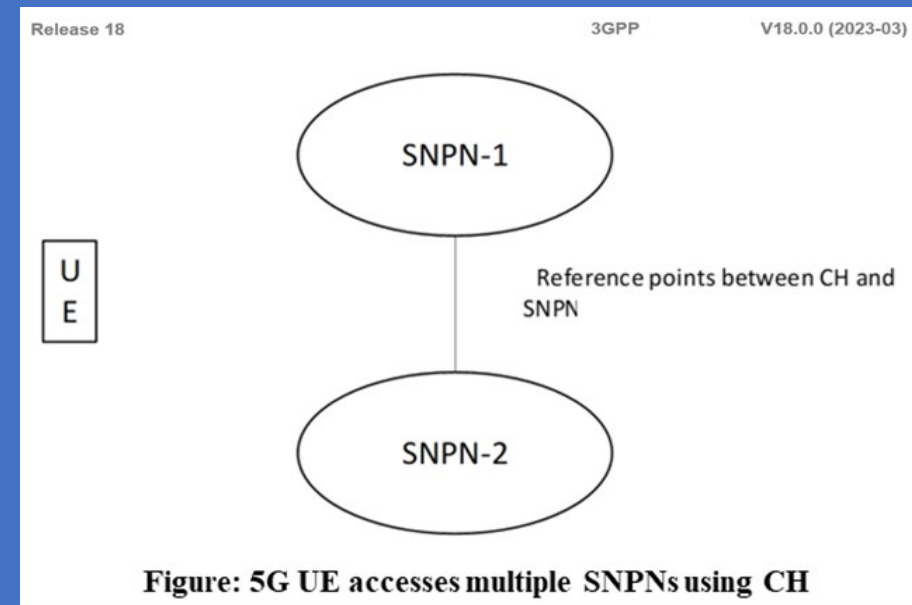 Release 18 3GPP V18.0.0 (2023-03)
SNPN-1
U
E
Reference points between CH and
SNPN
SNPN-2
Figure: 5G UE accesses multiple SNPNs using CH